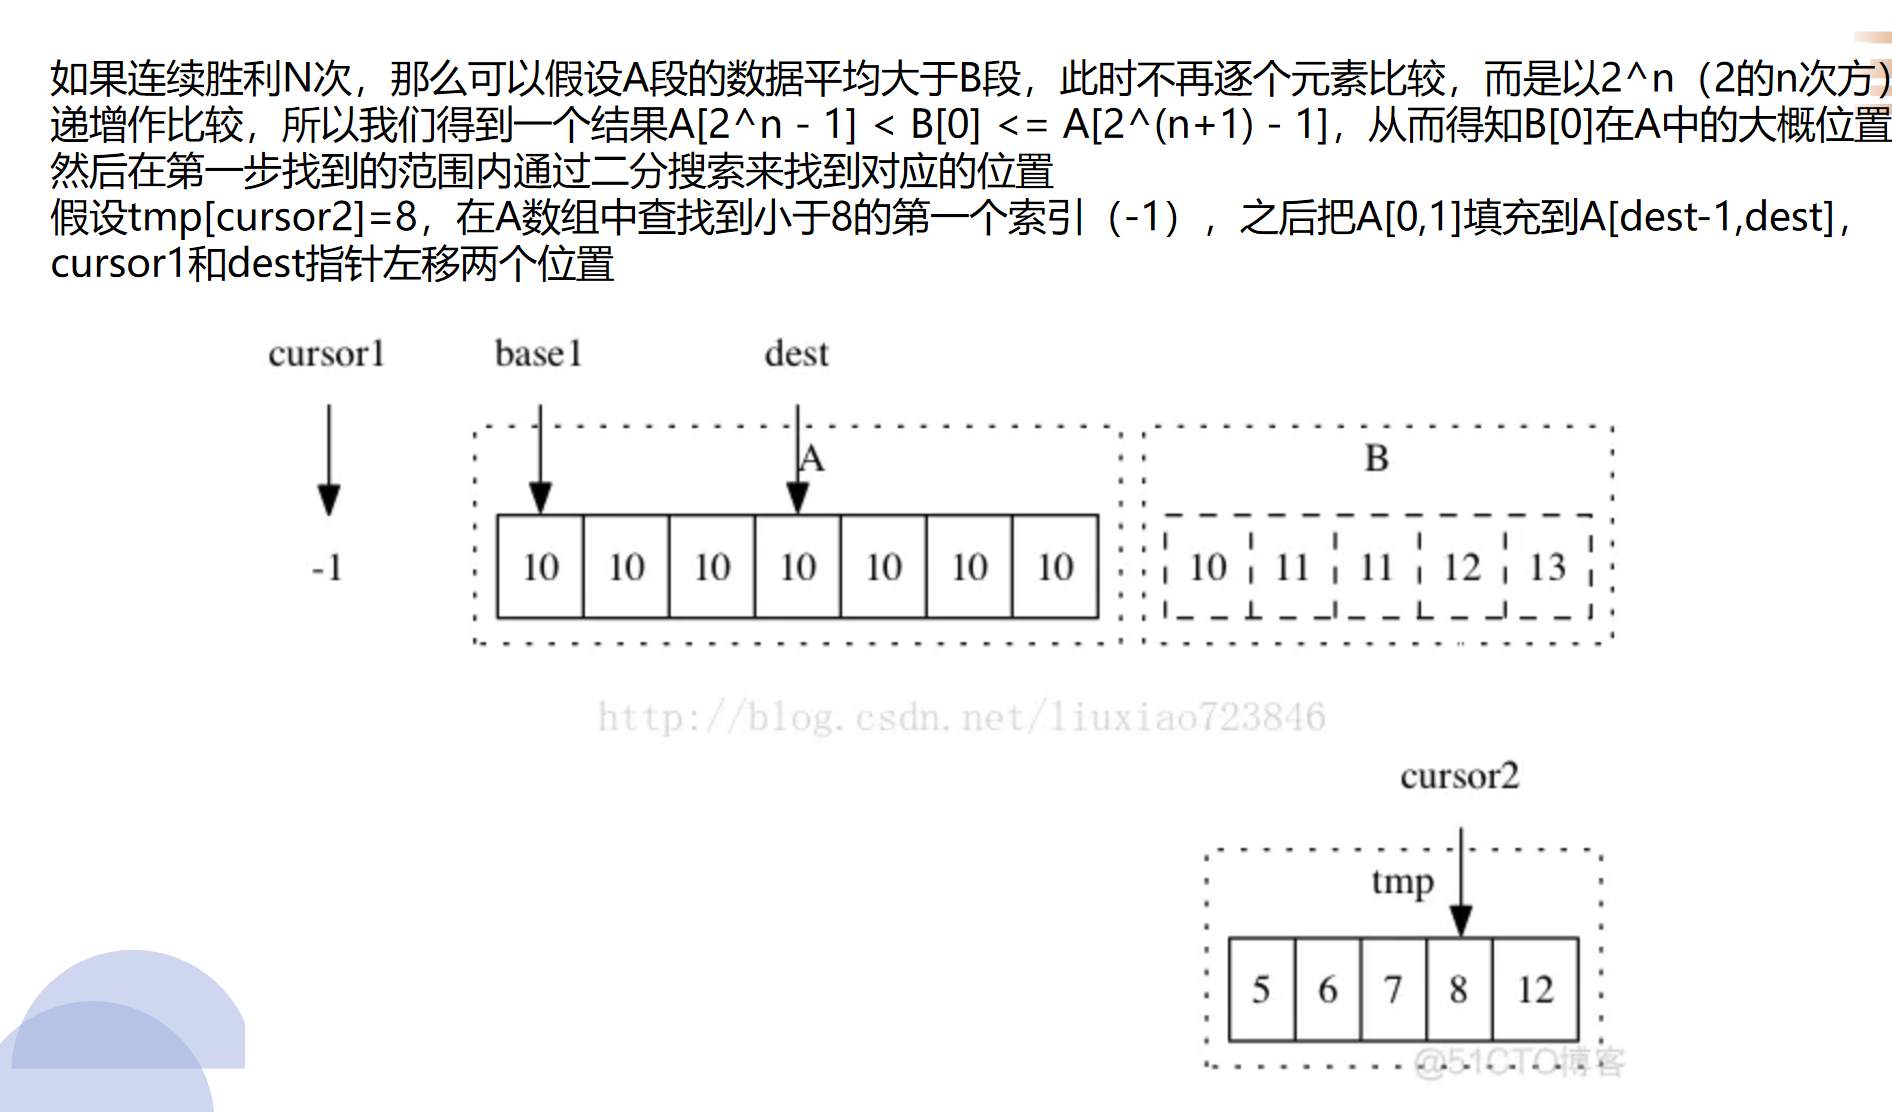 如果连续胜利N次，那么可以假设A段的数据平均大于B段，此时不再逐个元素比较，而是以2^n（2的n次方）
递增作比较，所以我们得到一个结果A[2^n - 1] < B[0] <= A[2^(n+1) - 1]，从而得知B[0]在A中的大概位置
然后在第一步找到的范围内通过二分搜索来找到对应的位置
假设tmp[cursor2]=8，在A数组中查找到小于8的第一个索引（-1），之后把A[0,1]填充到A[dest-1,dest]，
cursor1和dest指针左移两个位置
cursor1 base1 dest
A B
-1 10 10 10 10 10 10 10 10 11 11 12 13
http://blog.csdn.net/liuxiao723846
cursor2
tmp
5 6 7 8 12
@51CTO博客